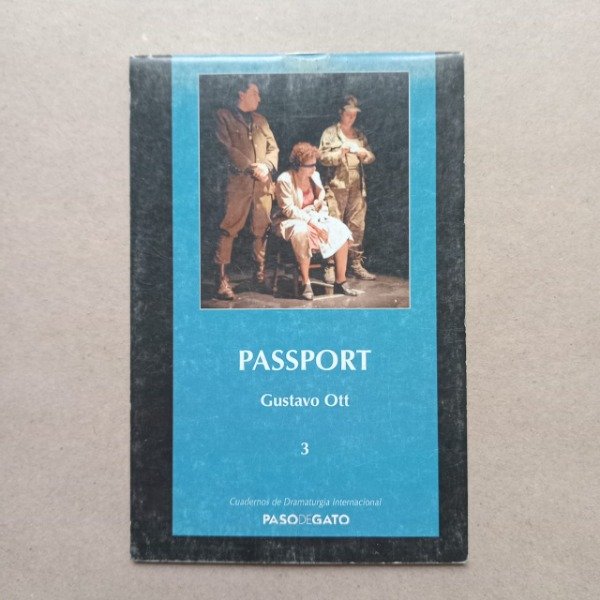 PASSPORT
Gustavo Ott
3
Cuadernos de Dramaturgia Internacional
PASODEGATO